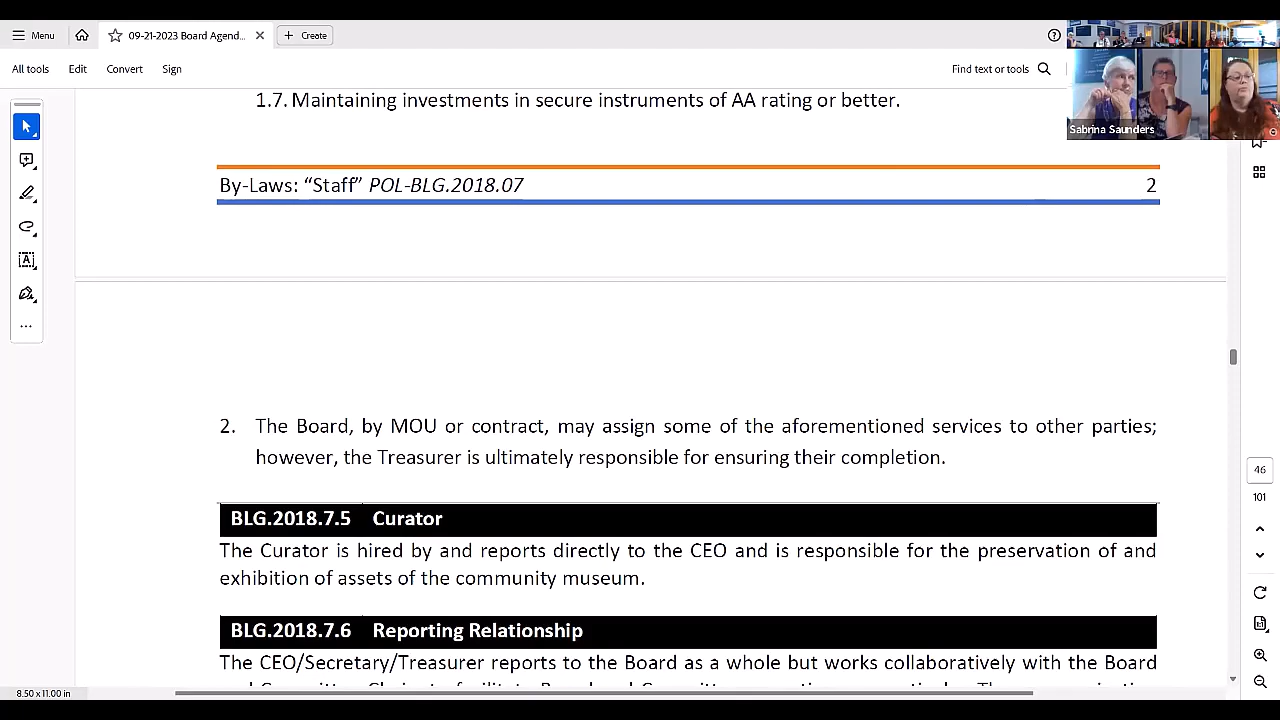 Menu
09-21-2023 Board Agend...
Create
All tools
Edit
Convert
Sign
Find text or tools
Sabrina Saunders
1.7. Maintaining investments in secure instruments of AA rating or better.
By-Laws: “Staff” POL-BLG.2018.07 2
2. The Board, by MOU or contract, may assign some of the aforementioned services to other parties;
however, the Treasurer is ultimately responsible for ensuring their completion.
BLG.2018.7.5 Curator
The Curator is hired by and reports directly to the CEO and is responsible for the preservation of and
exhibition of assets of the community museum.
BLG.2018.7.6 Reporting Relationship
The CEO/Secretary/Treasurer reports to the Board as a whole but works collaboratively with the Board
46
101
8.50 x 11.00 in